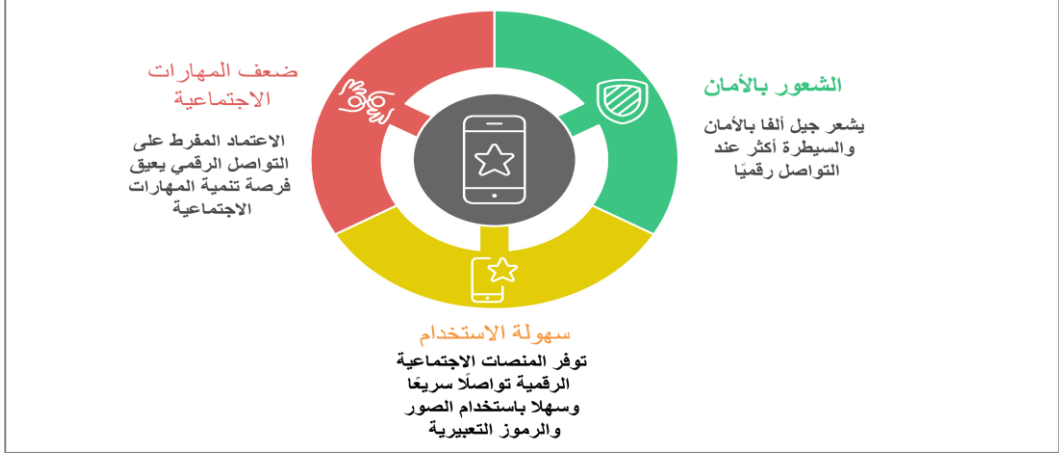 الشعور بالأمان
يشعر جيل ألفا بالأمان
والسيطرة أكثر عند
التواصل رقميًا
ضعف المهارات
الاجتماعية
الاعتماد المفرط على
التواصل الرقمي يعيق
فرصة تنمية المهارات
الاجتماعية
سهولة الاستخدام
توفر المنصات الاجتماعية
الرقمية تواصلًا سريعًا
وسهلا باستخدام الصور
والرموز التعبيرية